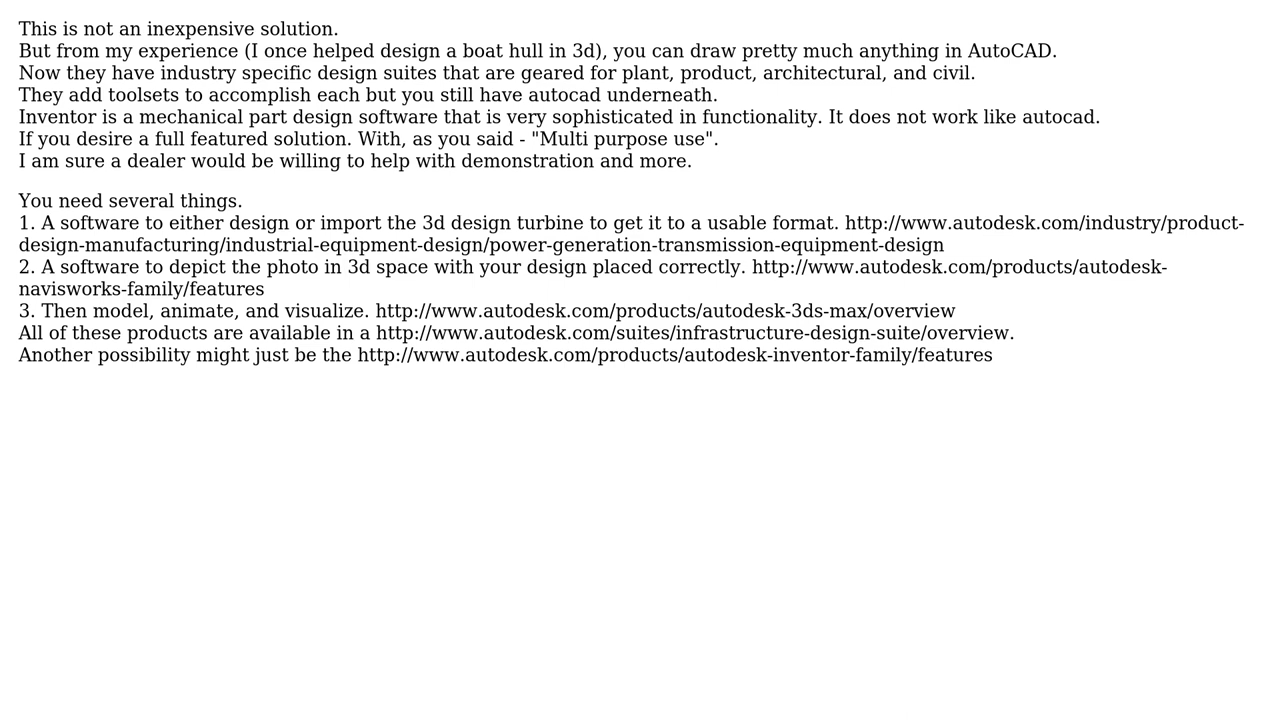 This is not an inexpensive solution.
But from my experience (I once helped design a boat hull in 3d), you can draw pretty much anything in AutoCAD.
Now they have industry specific design suites that are geared for plant, product, architectural, and civil.
They add toolsets to accomplish each but you still have autocad underneath.
Inventor is a mechanical part design software that is very sophisticated in functionality. It does not work like autocad.
If you desire a full featured solution. With, as you said - "Multi purpose use".
I am sure a dealer would be willing to help with demonstration and more.
You need several things.
1. A software to either design or import the 3d design turbine to get it to a usable format. http://www.autodesk.com/industry/product-
design-manufacturing/industrial-equipment-design/power-generation-transmission-equipment-design
2. A software to depict the photo in 3d space with your design placed correctly. http://www.autodesk.com/products/autodesk-
navisworks-family/features
3. Then model, animate, and visualize. http://www.autodesk.com/products/autodesk-3ds-max/overview
All of these products are available in a http://www.autodesk.com/suites/infrastructure-design-suite/overview.
Another possibility might just be the http://www.autodesk.com/products/autodesk-inventor-family/features